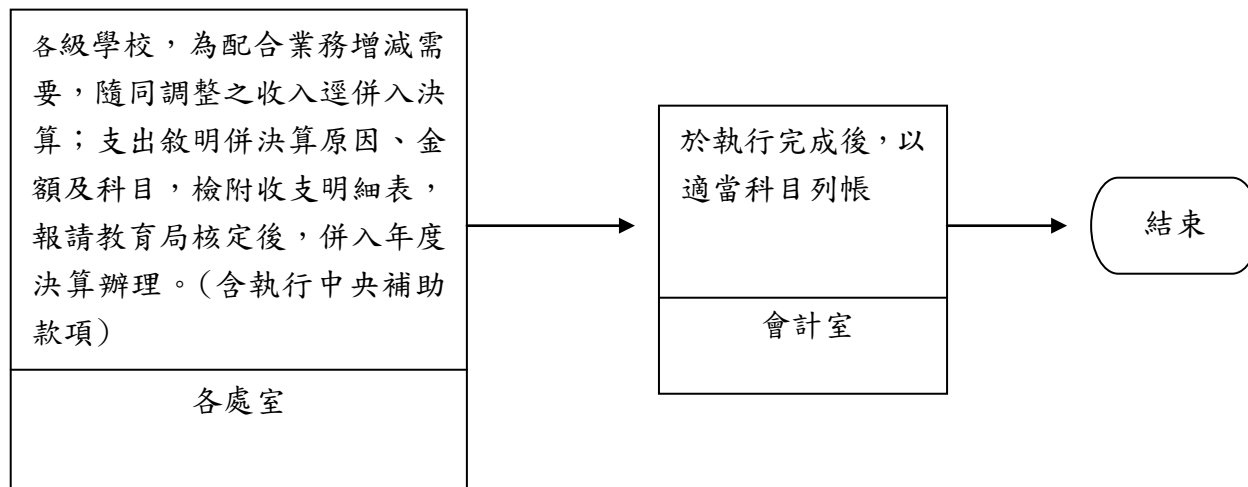 各級學校，為配合業務增減需
要，隨同調整之收入逕併入決
算；支出敘明併決算原因、金
額及科目，檢附收支明細表，
報請教育局核定後，併入年度
決算辦理。(含執行中央補助
款項)
各處室
於執行完成後，以
適當科目列帳
會計室
結束